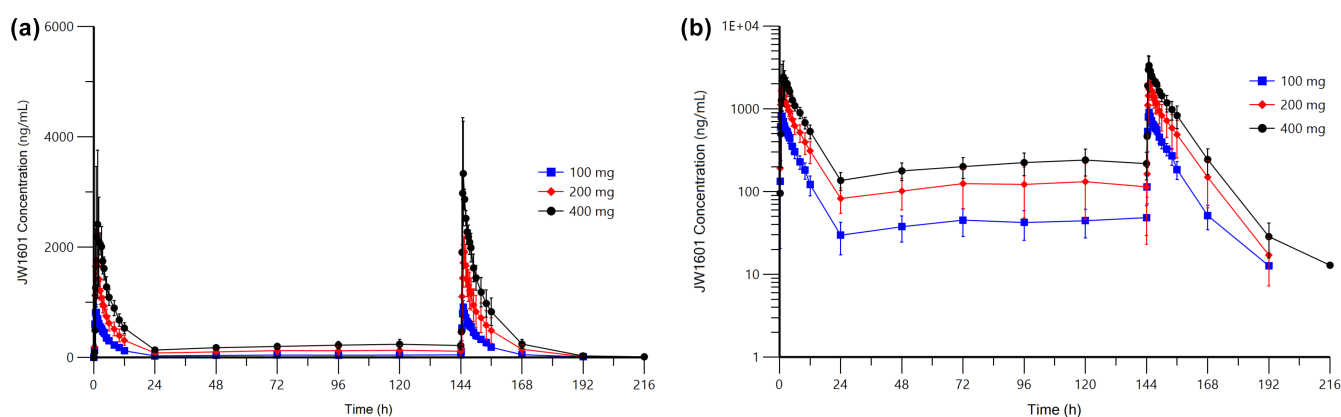 (a)
6000
4000
2000
0
JW1601 Concentration (ng/mL)
100 mg
200 mg
400 mg
0 24 48 72 96 120 144 168 192 216
Time (h)
(b)
1E+04
1000
100
10
1
JW1601 Concentration (ng/mL)
100 mg
200 mg
400 mg
0 24 48 72 96 120 144 168 192 216
Time (h)